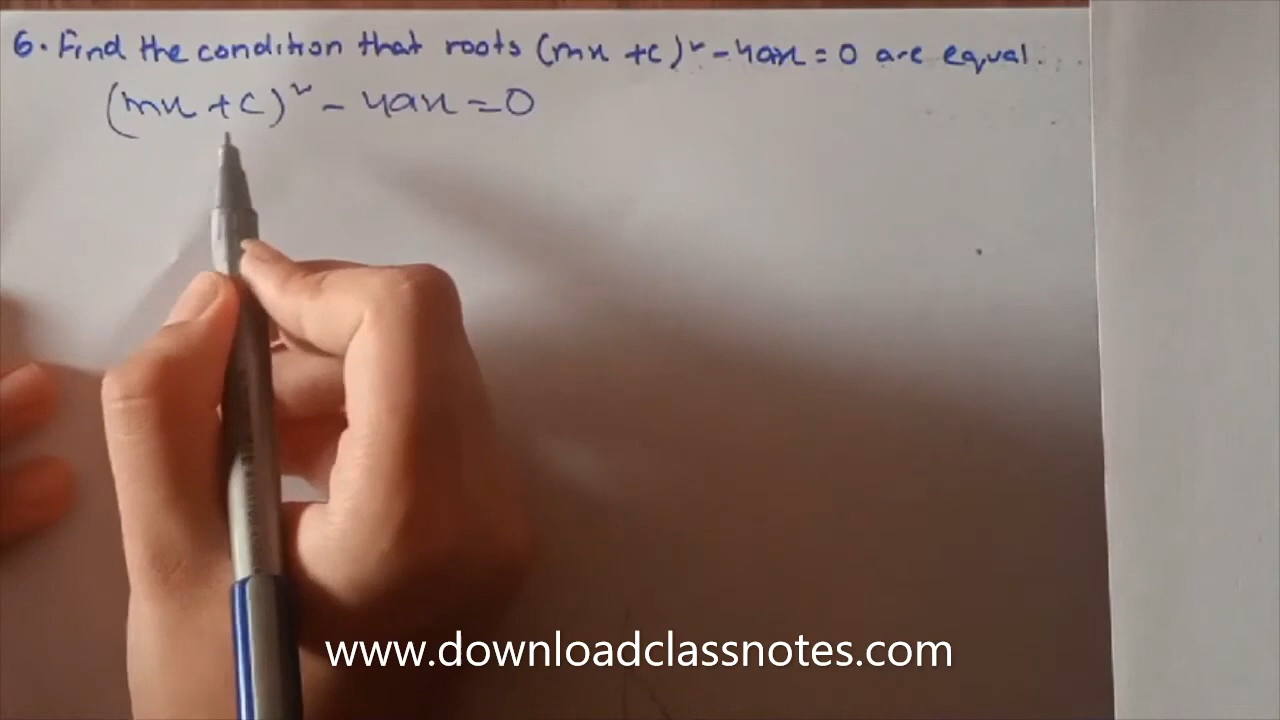 6. Find the condition that roots (mx + c)² - 4ax = 0 are equal.
(mx + c)² - 4ax = 0
www.downloadclassnotes.com